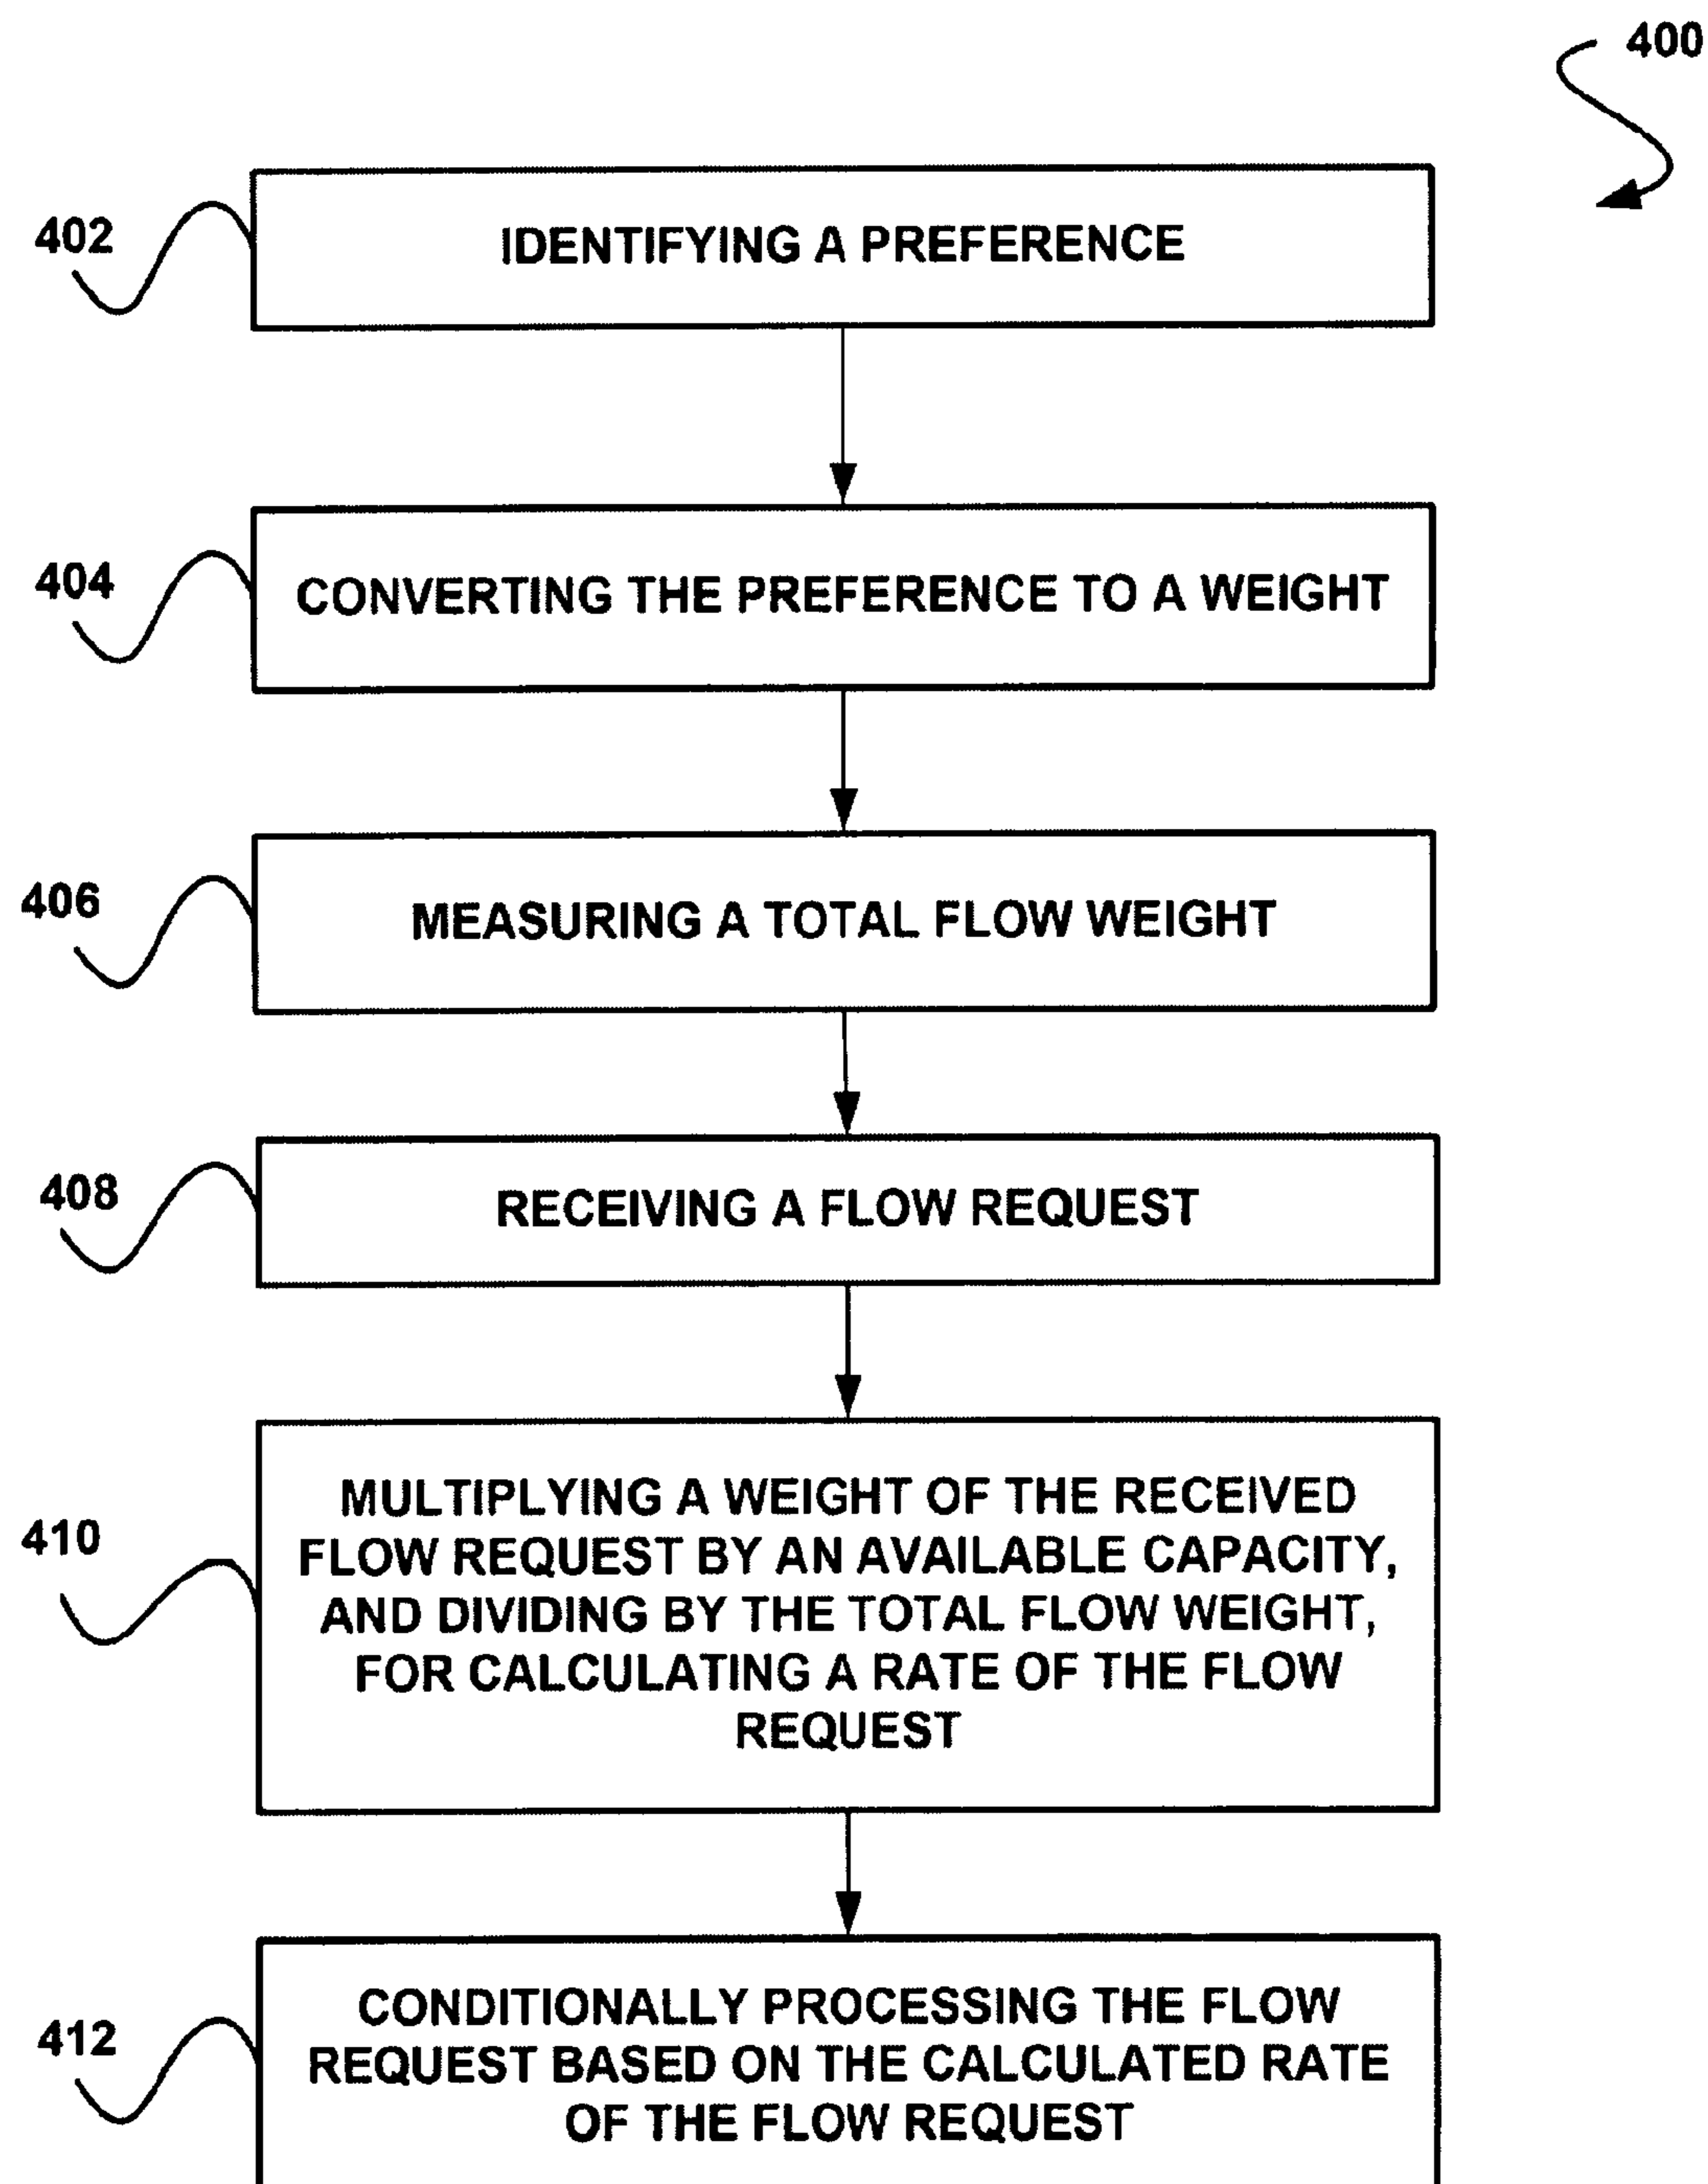 400
402
IDENTIFYING A PREFERENCE
404
CONVERTING THE PREFERENCE TO A WEIGHT
406
MEASURING A TOTAL FLOW WEIGHT
408
RECEIVING A FLOW REQUEST
410
MULTIPLYING A WEIGHT OF THE RECEIVED
FLOW REQUEST BY AN AVAILABLE CAPACITY,
AND DIVIDING BY THE TOTAL FLOW WEIGHT,
FOR CALCULATING A RATE OF THE FLOW
REQUEST
412
CONDITIONALLY PROCESSING THE FLOW
REQUEST BASED ON THE CALCULATED RATE
OF THE FLOW REQUEST